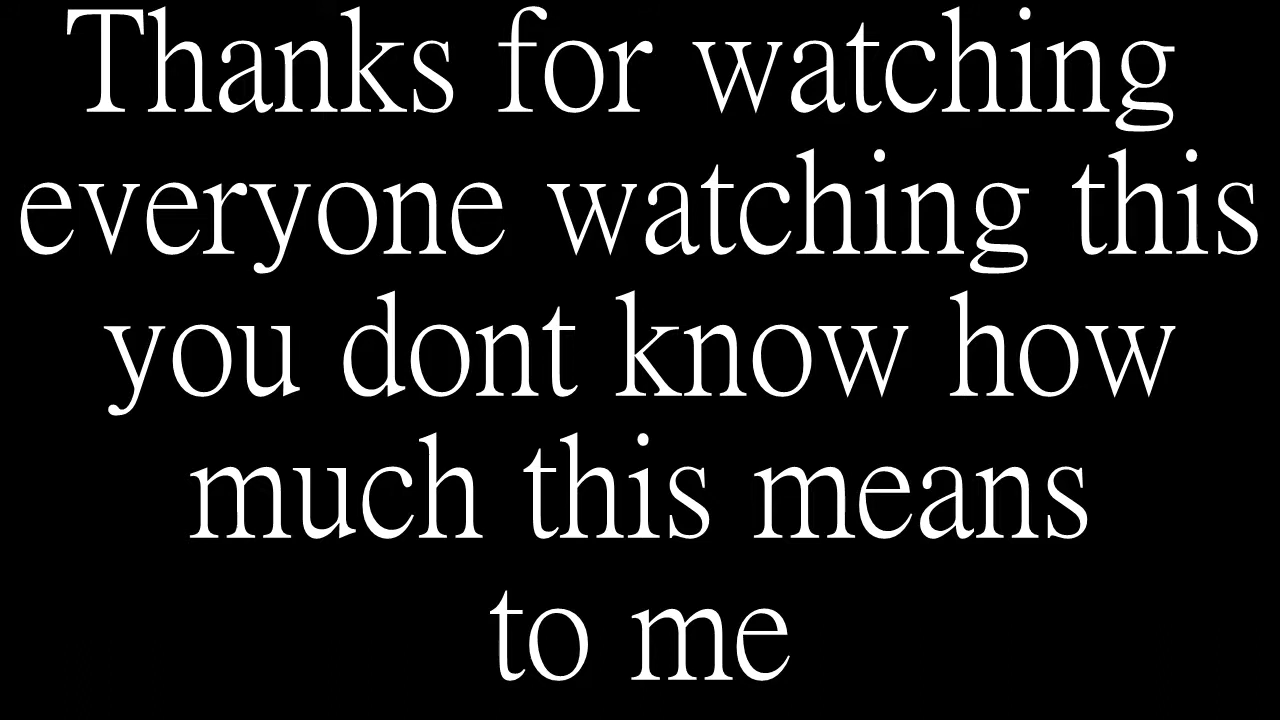 Thanks for watching
everyone watching this
you dont know how
much this means
to me